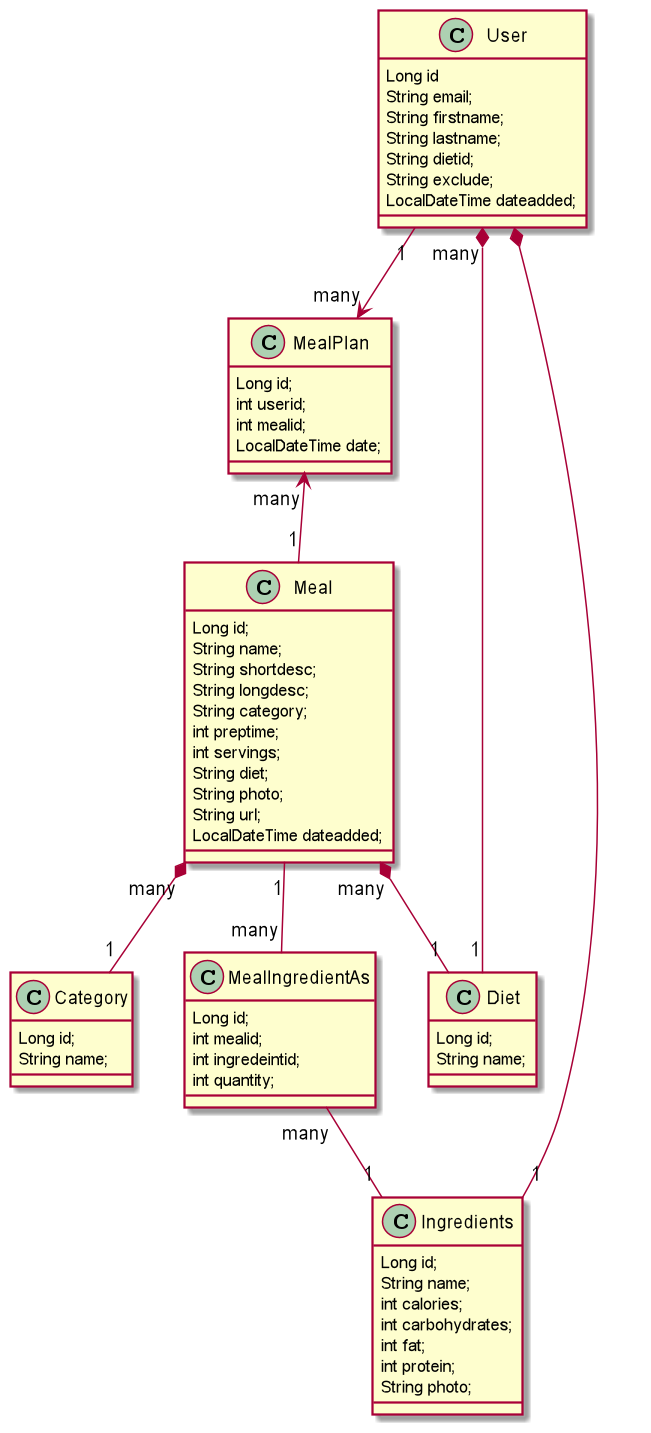 C User
Long id
String email;
String firstname;
String lastname;
String dietid;
String exclude;
LocalDateTime dateadded;
1
many
many
C MealPlan
Long id;
int userid;
int mealid;
LocalDateTime date;
many
1
C Meal
Long id;
String name;
String shortdesc;
String longdesc;
String category;
int preptime;
int servings;
String diet;
String photo;
String url;
LocalDateTime dateadded;
many
1
many
1
many
1
1
C Category
Long id;
String name;
C MealIngredientAs
Long id;
int mealid;
int ingredeintid;
int quantity;
C Diet
Long id;
String name;
many
1
1
C Ingredients
Long id;
String name;
int calories;
int carbohydrates;
int fat;
int protein;
String photo;